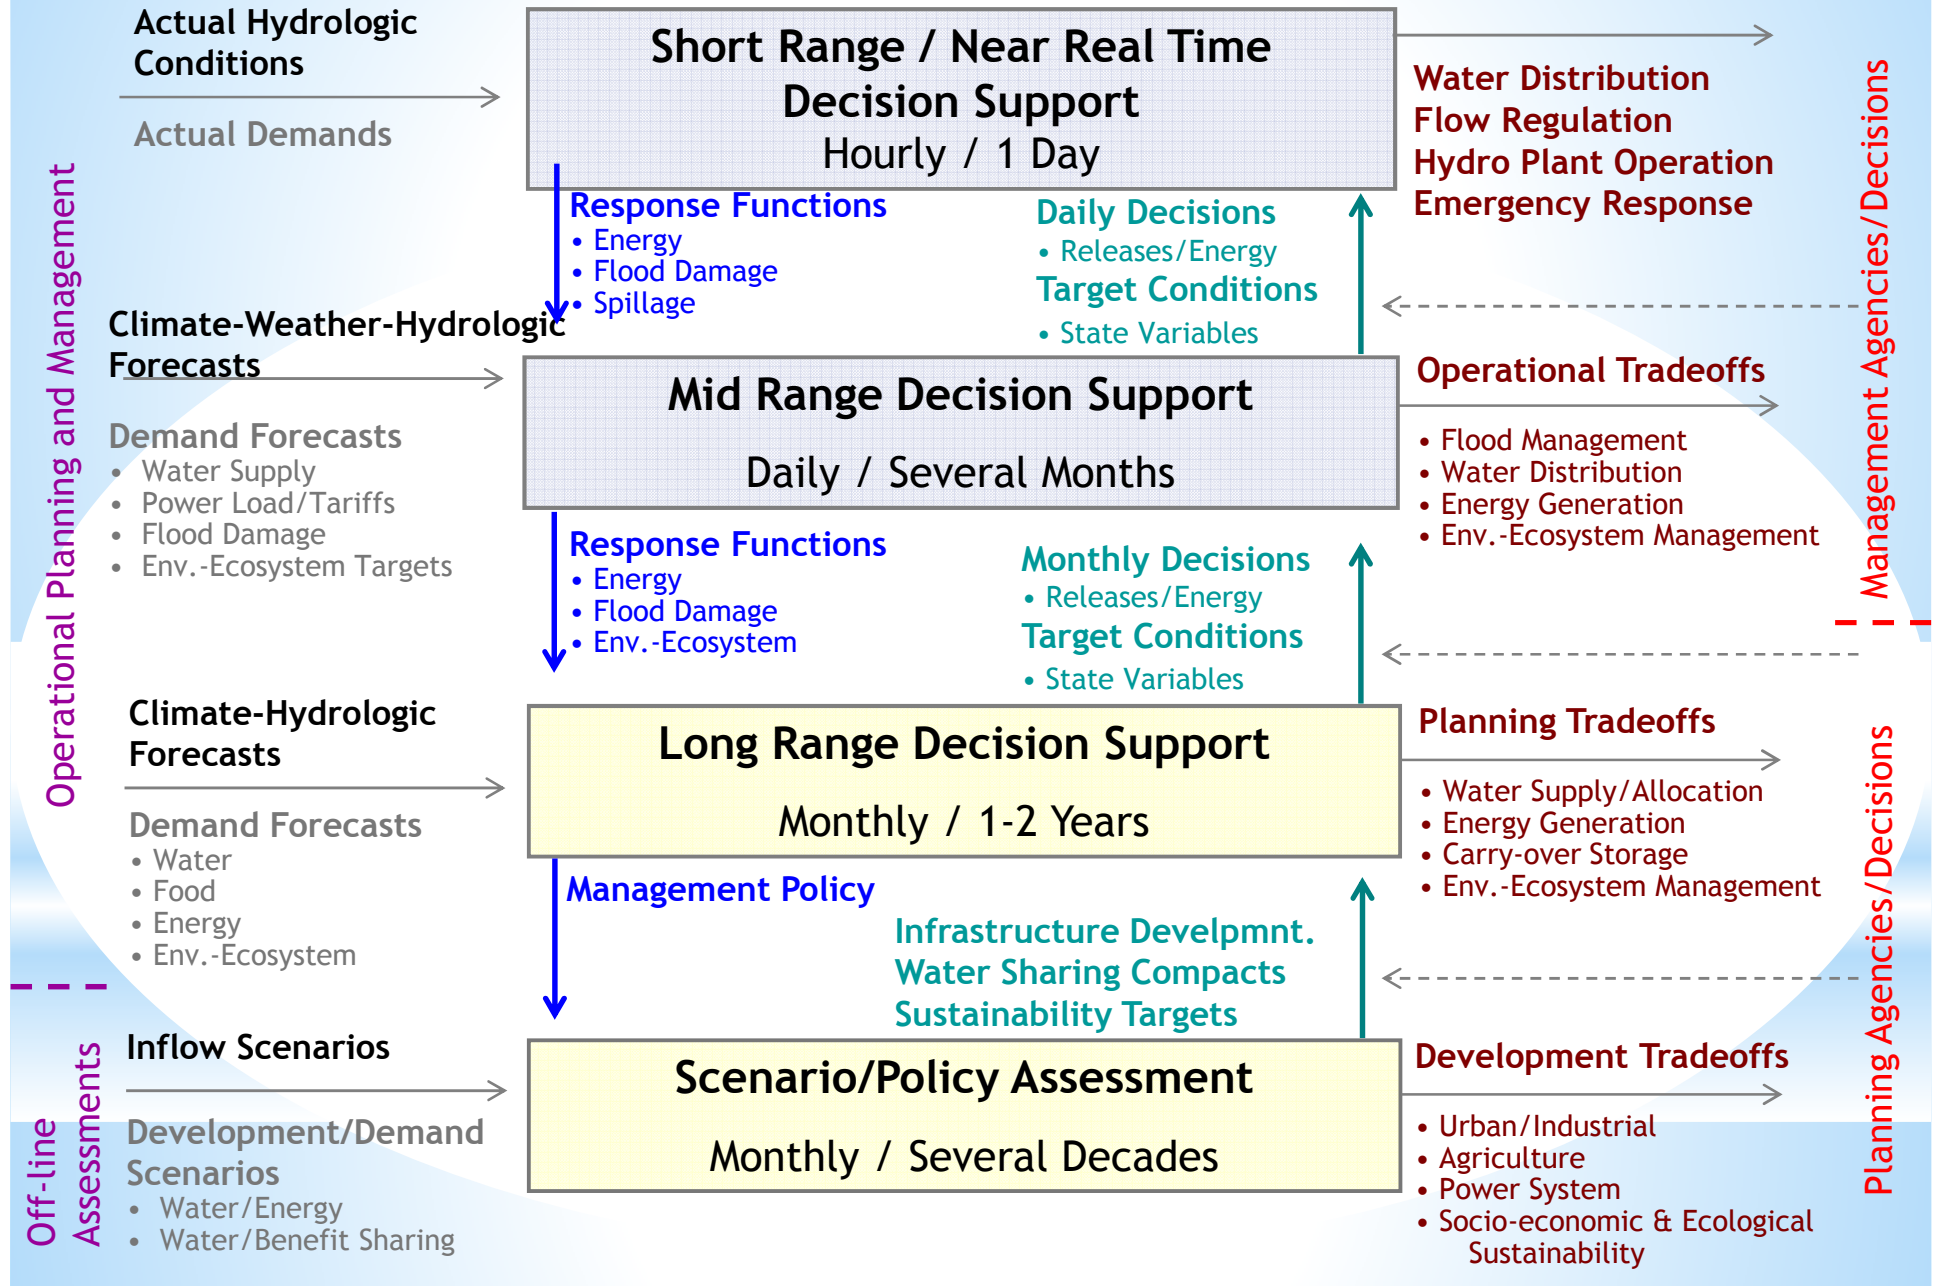 Actual Hydrologic
Conditions
Actual Demands
Short Range / Near Real Time
Decision Support
Hourly / 1 Day
Water Distribution
Flow Regulation
Hydro Plant Operation
Emergency Response
Response Functions
• Energy
• Flood Damage
• Spillage
Daily Decisions
• Releases/Energy
Target Conditions
• State Variables
Climate-Weather-Hydrologic
Forecasts
Demand Forecasts
• Water Supply
• Power Load/Tariffs
• Flood Damage
• Env.-Ecosystem Targets
Mid Range Decision Support
Daily / Several Months
Operational Tradeoffs
• Flood Management
• Water Distribution
• Energy Generation
• Env.-Ecosystem Management
Response Functions
• Energy
• Flood Damage
• Env.-Ecosystem
Monthly Decisions
• Releases/Energy
Target Conditions
• State Variables
Climate-Hydrologic
Forecasts
Demand Forecasts
• Water
• Food
• Energy
• Env.-Ecosystem
Long Range Decision Support
Monthly / 1-2 Years
Planning Tradeoffs
• Water Supply/Allocation
• Energy Generation
• Carry-over Storage
• Env.-Ecosystem Management
Management Policy
Infrastructure Develpmnt.
Water Sharing Compacts
Sustainability Targets
Inflow Scenarios
Development/Demand
Scenarios
• Water/Energy
• Water/Benefit Sharing
Scenario/Policy Assessment
Monthly / Several Decades
Development Tradeoffs
• Urban/Industrial
• Agriculture
• Power System
• Socio-economic & Ecological
Sustainability
Operational Planning and Management
Off-line
Assessments
Management Agencies/Decisions
Planning Agencies/Decisions